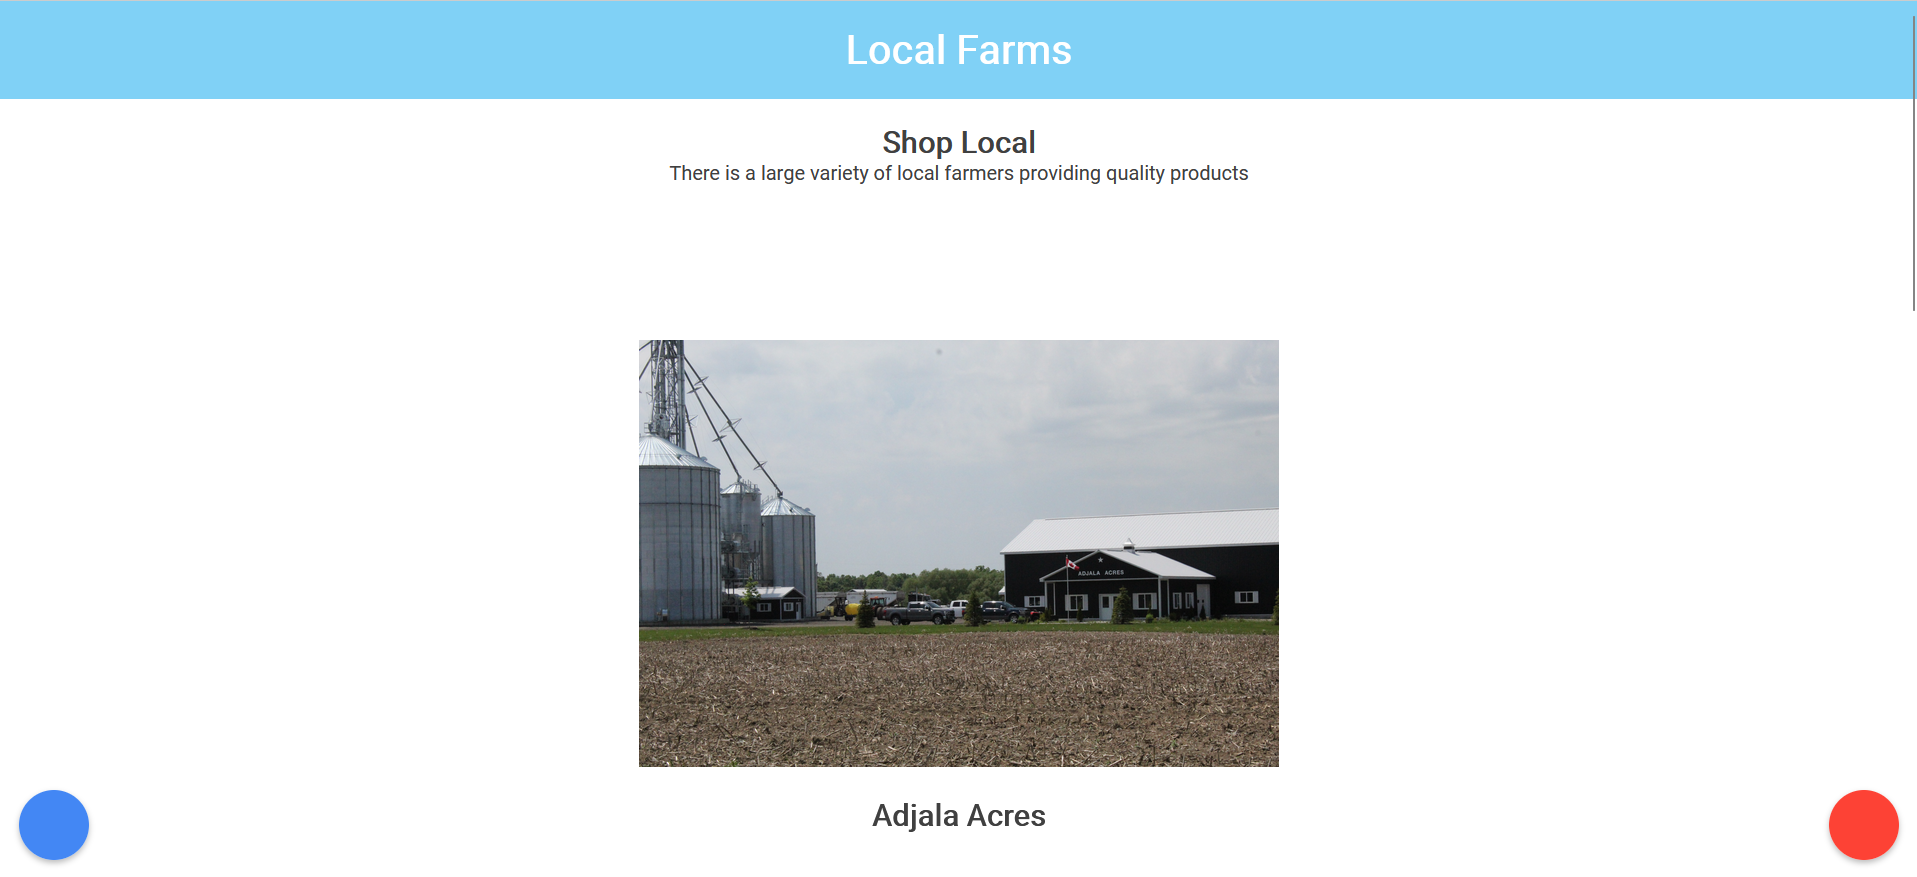 Local Farms
Shop Local
There is a large variety of local farmers providing quality products
ADJALA ACRES
Adjala Acres